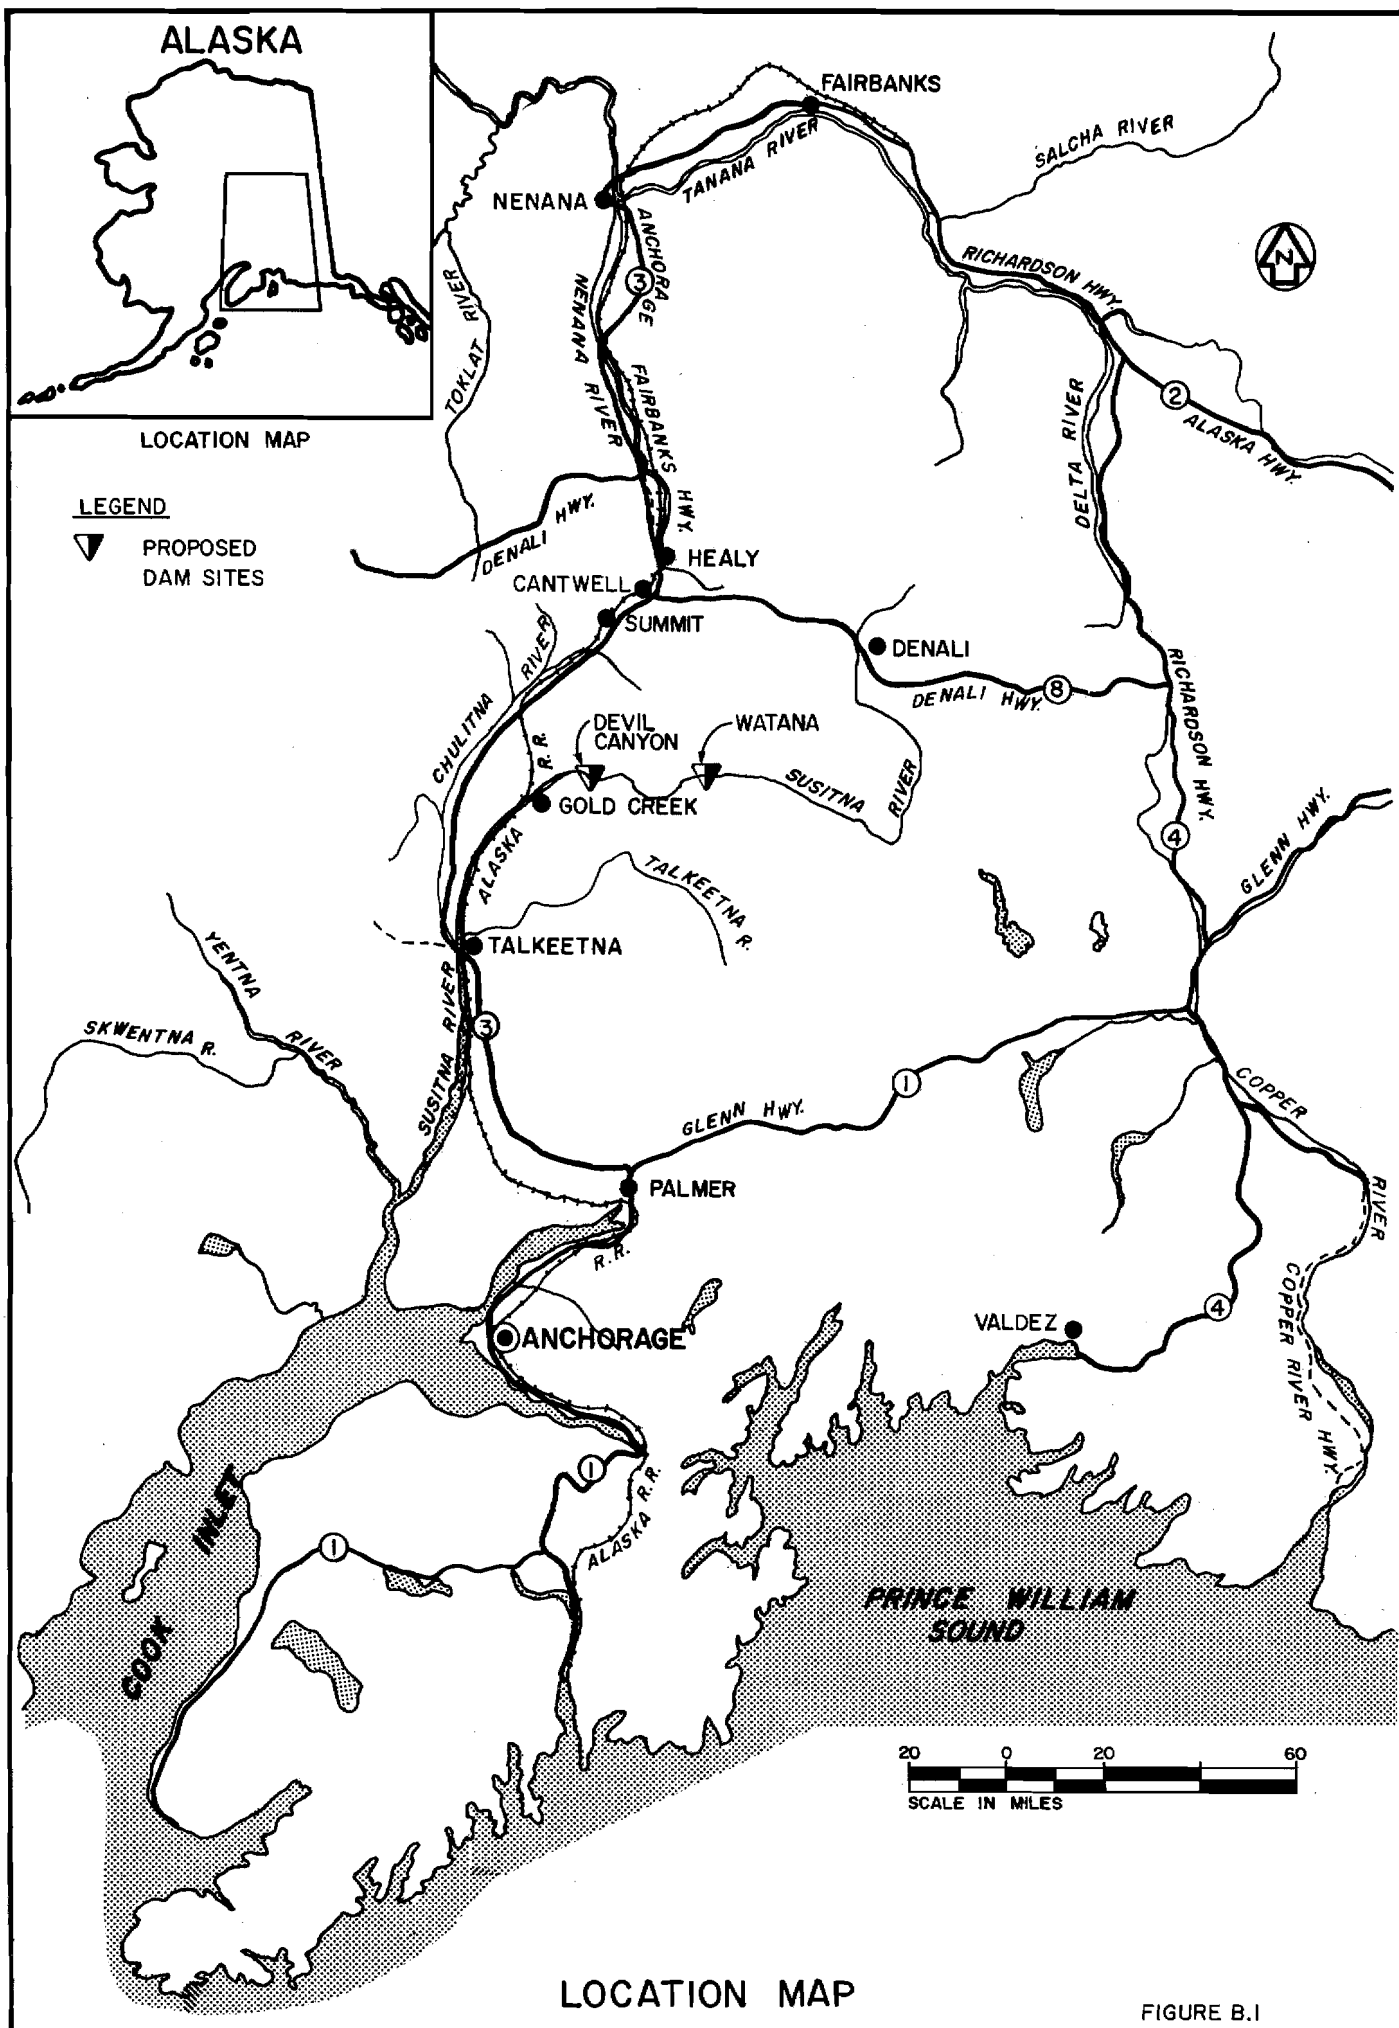 ALASKA
LOCATION MAP
LEGEND
PROPOSED
DAM SITES
FAIRBANKS
SALCHA RIVER
TANANA RIVER
NENANA
N
ANCHORAGE
3
RICHARDSON HWY.
TOKLAT RIVER
NENANA RIVER
FAIRBANKS HWY.
DELTA RIVER
2
ALASKA HWY.
DENALI HWY.
HEALY
CANTWELL
SUMMIT
DENALI
DENALI HWY.
8
RICHARDSON HWY.
CHULITNA RIVER
DEVIL
CANYON
WATANA
SUSITNA RIVER
ALASKA R.R.
GOLD CREEK
4
GLENN HWY.
TALKEETNA R.
TALKEETNA
YENTNA RIVER
SKWENTNA R.
SUSITNA RIVER
3
1
GLENN HWY.
COPPER RIVER
PALMER
R.R.
COPPER RIVER HWY.
4
VALDEZ
ANCHORAGE
1
ALASKA R.R.
COOK INLET
1
PRINCE WILLIAM
SOUND
20 0 20 60
SCALE IN MILES
LOCATION MAP
FIGURE B.1